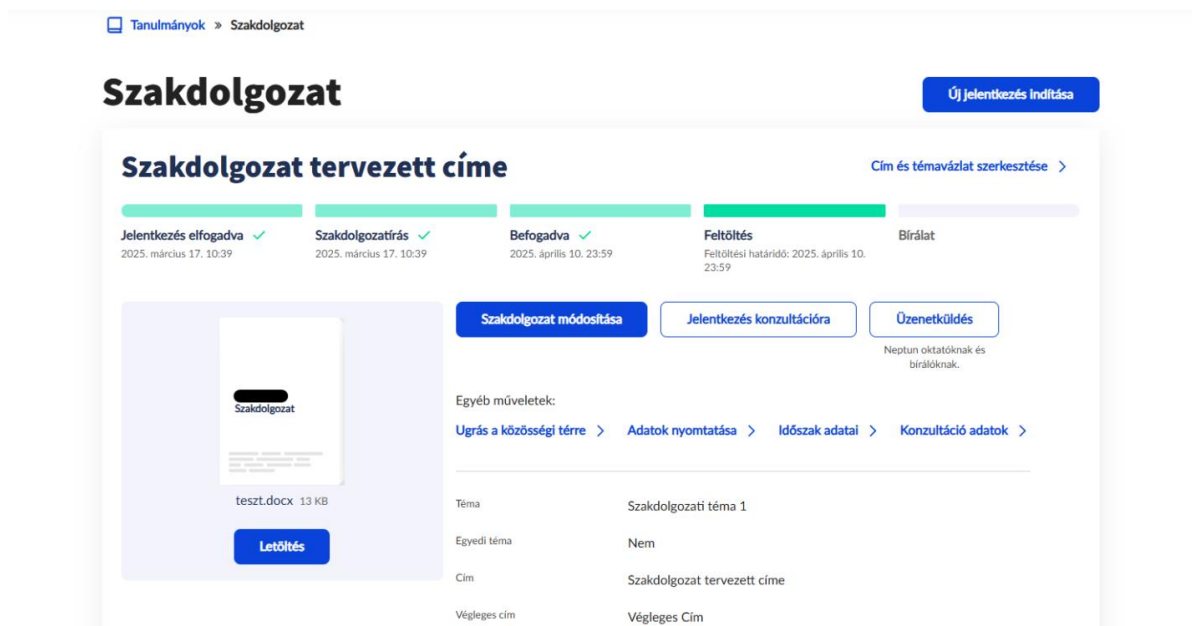 Tanulmányok » Szakdolgozat
Szakdolgozat
Új jelentkezés indítása
Szakdolgozat tervezett címe
Cím és témavázlat szerkesztése
Jelentkezés elfogadva
2025. március 17. 10:39
Szakdolgozatírás
2025. március 17. 10:39
Befogadva
2025. április 10. 23:59
Feltöltés
Feltöltési határidő: 2025. április 10.
23:59
Bírálat
Szakdolgozat
teszt.docx 13 KB
Letöltés
Szakdolgozat módosítása
Jelentkezés konzultációra
Üzenetküldés
Neptun oktatóknak és
bírálóknak.
Egyéb műveletek:
Ugrás a közösségi térre
Adatok nyomtatása
Időszak adatai
Konzultáció adatok
Téma
Szakdolgozati téma 1
Egyedi téma
Nem
Cím
Szakdolgozat tervezett címe
Végleges cím
Végleges Cím